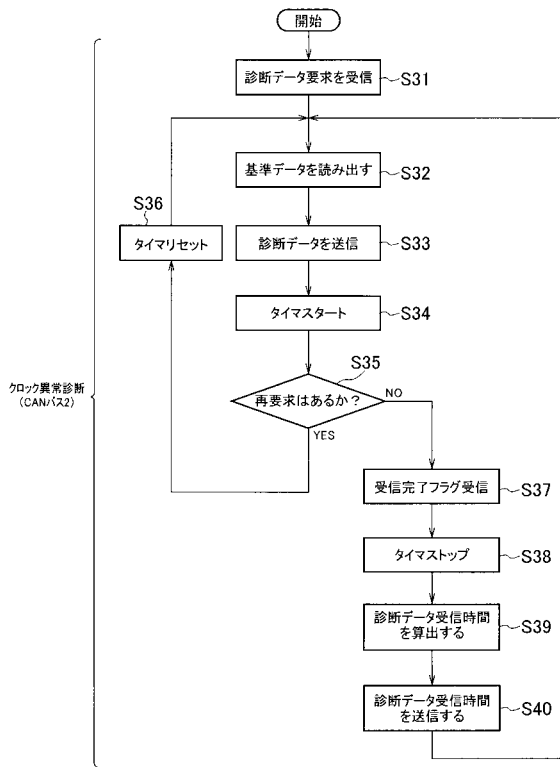 開始
診断データ要求を受信
S31
基準データを読み出す
S32
S36
タイマリセット
診断データを送信
S33
タイマスタート
S34
S35
再要求はあるか?
NO
YES
クロック異常診断
(CANバス2)
受信完了フラグ受信
S37
タイマストップ
S38
診断データ受信時間
を算出する
S39
診断データ受信時間
を送信する
S40